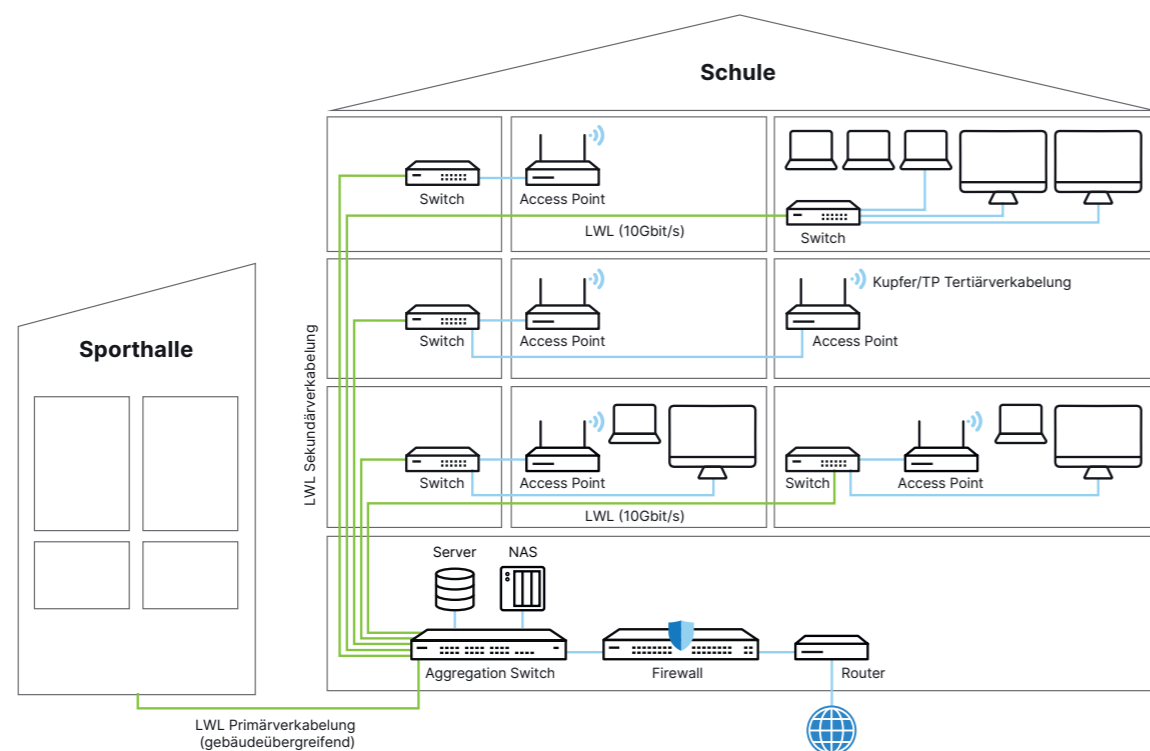 Schule
Switch
Access Point
LWL (10Gbit/s)
Switch
Sporthalle
LWL Sekundärverkabelung
Switch
Access Point
Kupfer/TP Tertiärverkabelung
Access Point
Switch
Access Point
LWL (10Gbit/s)
Switch
Access Point
Server
NAS
Aggregation Switch
Firewall
Router
LWL Primärverkabelung
(gebäudeübergreifend)